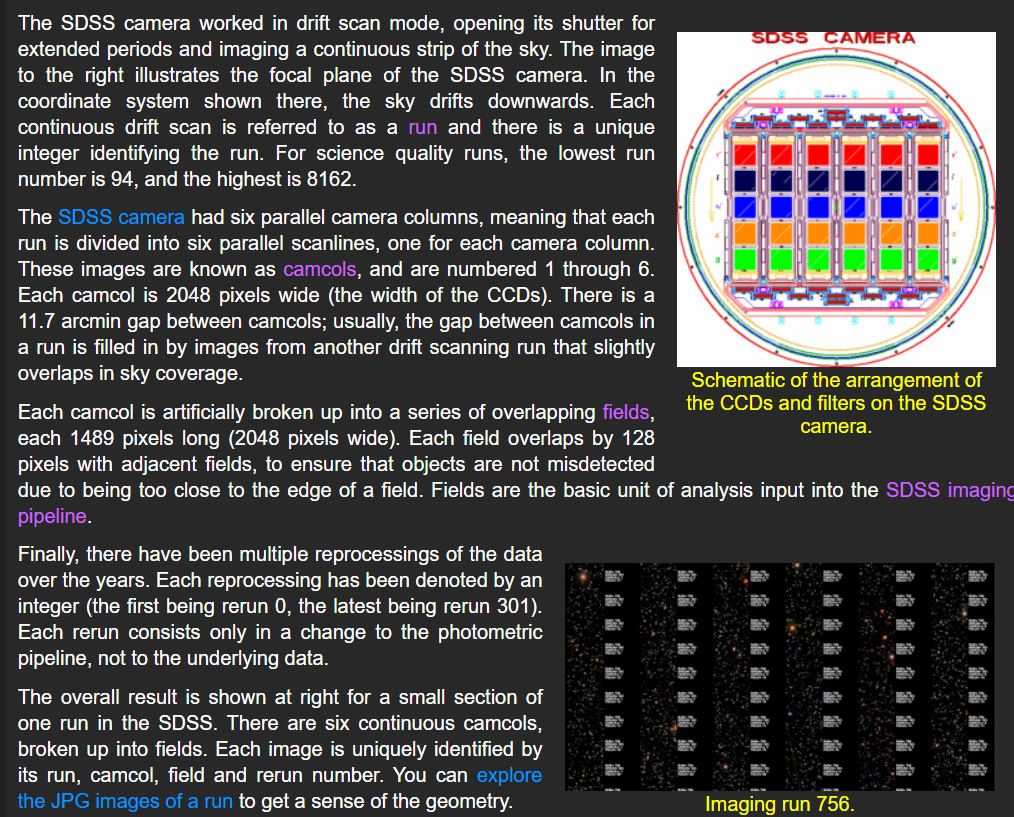 The SDSS camera worked in drift scan mode, opening its shutter for
extended periods and imaging a continuous strip of the sky. The image
to the right illustrates the focal plane of the SDSS camera. In the
coordinate system shown there, the sky drifts downwards. Each
continuous drift scan is referred to as a run and there is a unique
integer identifying the run. For science quality runs, the lowest run
number is 94, and the highest is 8162.
The SDSS camera had six parallel camera columns, meaning that each
run is divided into six parallel scanlines, one for each camera column.
These images are known as camcols, and are numbered 1 through 6.
Each camcol is 2048 pixels wide (the width of the CCDs). There is a
11.7 arcmin gap between camcols; usually, the gap between camcols in
a run is filled in by images from another drift scanning run that slightly
overlaps in sky coverage.
SDSS CAMERA
Schematic of the arrangement of
the CCDs and filters on the SDSS
camera.
Each camcol is artificially broken up into a series of overlapping fields,
each 1489 pixels long (2048 pixels wide). Each field overlaps by 128
pixels with adjacent fields, to ensure that objects are not misdetected
due to being too close to the edge of a field. Fields are the basic unit of analysis input into the SDSS imaging
pipeline.
Finally, there have been multiple reprocessings of the data
over the years. Each reprocessing has been denoted by an
integer (the first being rerun 0, the latest being rerun 301).
Each rerun consists only in a change to the photometric
pipeline, not to the underlying data.
The overall result is shown at right for a small section of
one run in the SDSS. There are six continuous camcols,
broken up into fields. Each image is uniquely identified by
its run, camcol, field and rerun number. You can explore
the JPG images of a run to get a sense of the geometry.
Imaging run 756.